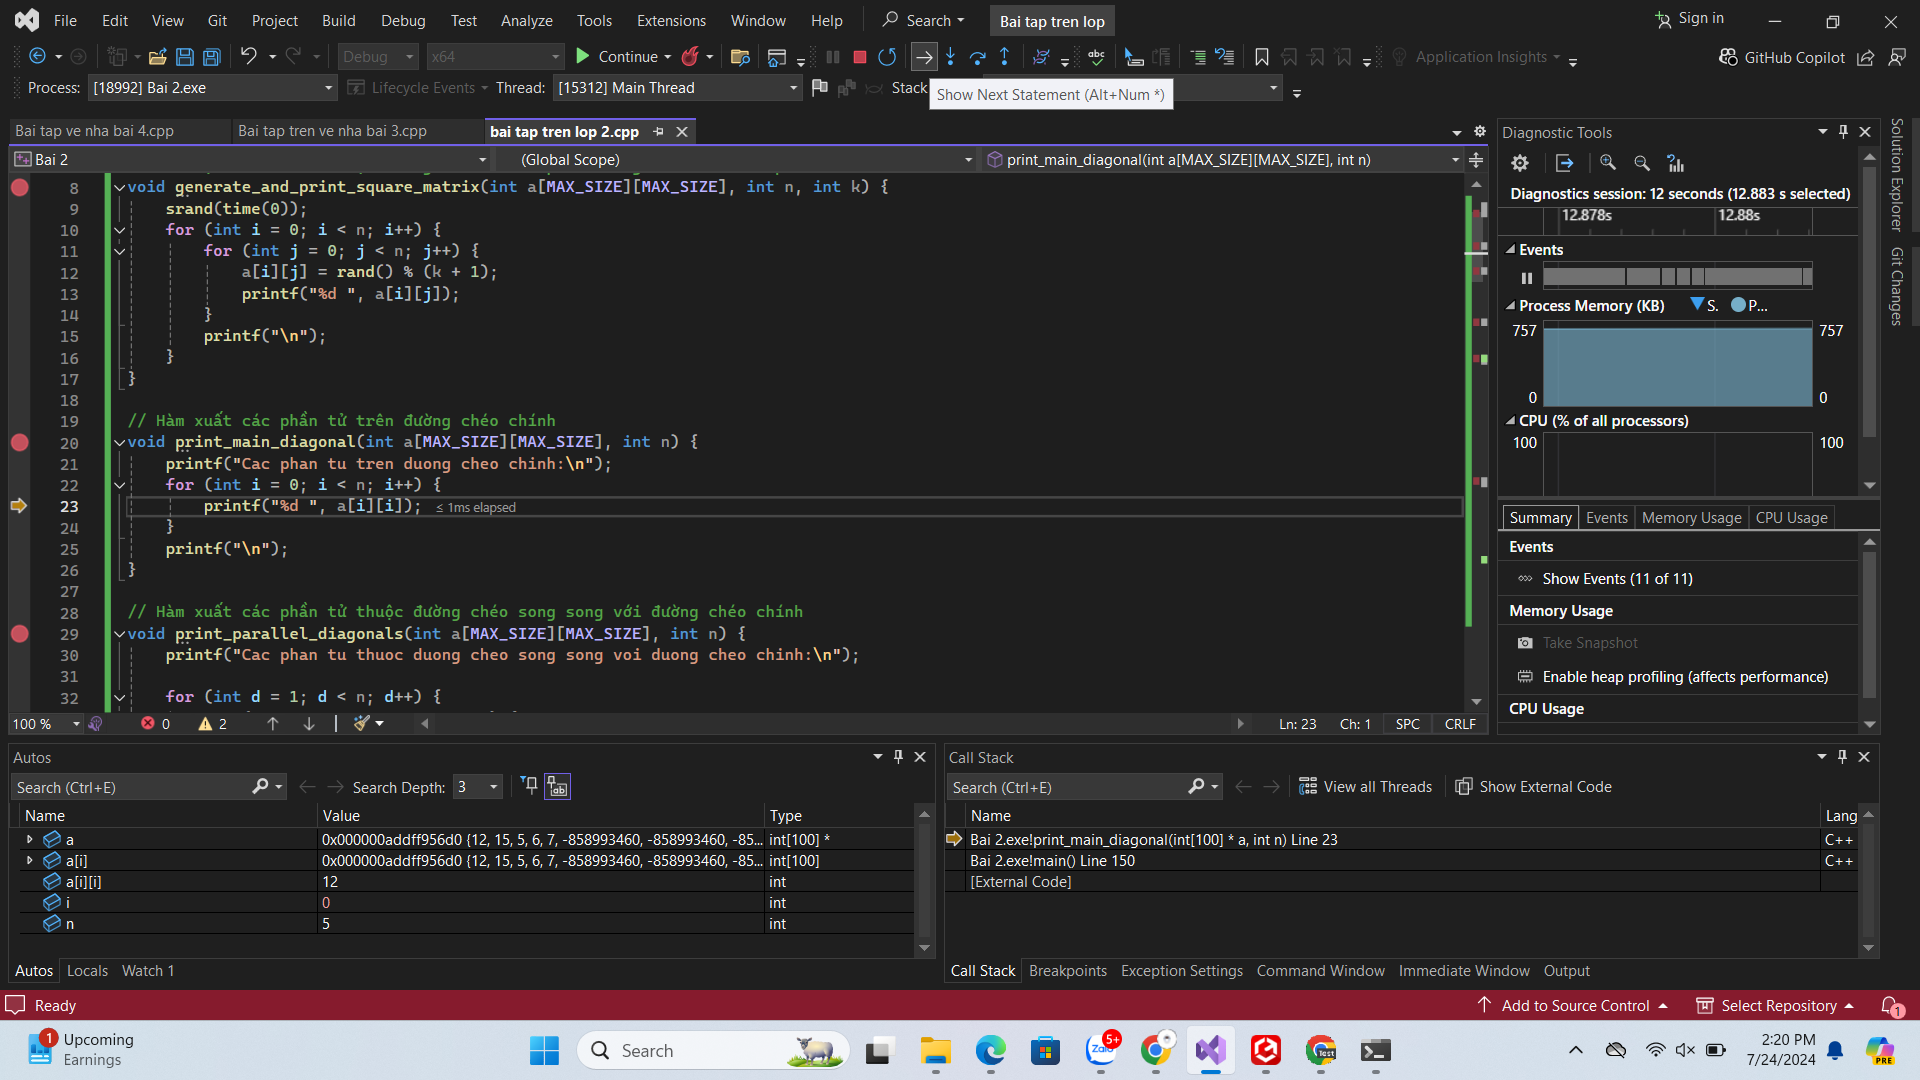 File Edit View Git Project Build Debug Test Analyze Tools Extensions Window Help Search Bai tap tren lop Sign in
Debug x64 Continue Application Insights GitHub Copilot
Process: [18992] Bai 2.exe Lifecycle Events Thread: [15312] Main Thread Stack
Show Next Statement (Alt+Num *)
Bai tap ve nha bai 4.cpp Bai tap tren ve nha bai 3.cpp bai tap tren lop 2.cpp
Bai 2 (Global Scope) print_main_diagonal(int a[MAX_SIZE][MAX_SIZE], int n)
8 void generate_and_print_square_matrix(int a[MAX_SIZE][MAX_SIZE], int n, int k) {
9 srand(time(0));
10 for (int i = 0; i < n; i++) {
11 for (int j = 0; j < n; j++) {
12 a[i][j] = rand() % (k + 1);
13 printf("%d ", a[i][j]);
14 }
15 printf("\n");
16 }
17 }
18
19 // Hàm xuất các phần tử trên đường chéo chính
20 void print_main_diagonal(int a[MAX_SIZE][MAX_SIZE], int n) {
21 printf("Cac phan tu tren duong cheo chinh:\n");
22 for (int i = 0; i < n; i++) {
23 printf("%d ", a[i][i]); ≤ 1ms elapsed
24 }
25 printf("\n");
26 }
27
28 // Hàm xuất các phần tử thuộc đường chéo song song với đường chéo chính
29 void print_parallel_diagonals(int a[MAX_SIZE][MAX_SIZE], int n) {
30 printf("Cac phan tu thuoc duong cheo song song voi duong cheo chinh:\n");
31
32 for (int d = 1; d < n; d++) {
100 % 0 2 Ln: 23 Ch: 1 SPC CRLF
Diagnostic Tools
Diagnostics session: 12 seconds (12.883 s selected)
12.878s 12.88s
Events
Process Memory (KB) S. P...
757 757
0 0
CPU (% of all processors)
100 100
Summary Events Memory Usage CPU Usage
Events
Show Events (11 of 11)
Memory Usage
Take Snapshot
Enable heap profiling (affects performance)
CPU Usage
Solution Explorer
Git Changes
Autos
Search (Ctrl+E) Search Depth: 3
Name Value Type
a 0x000000addff956d0 {12, 15, 5, 6, 7, -858993460, -858993460, -85... int[100] *
a[i] 0x000000addff956d0 {12, 15, 5, 6, 7, -858993460, -858993460, -85... int[100]
a[i][i] 12 int
i 0 int
n 5 int
Autos Locals Watch 1
Call Stack
Search (Ctrl+E) View all Threads Show External Code
Name Lang
Bai 2.exe!print_main_diagonal(int[100] * a, int n) Line 23 C++
Bai 2.exe!main() Line 150 C++
[External Code]
Call Stack Breakpoints Exception Settings Command Window Immediate Window Output
Ready Add to Source Control Select Repository 1
1 Upcoming
Earnings
Search
Zalo 5+
Test
PRE
2:20 PM
7/24/2024